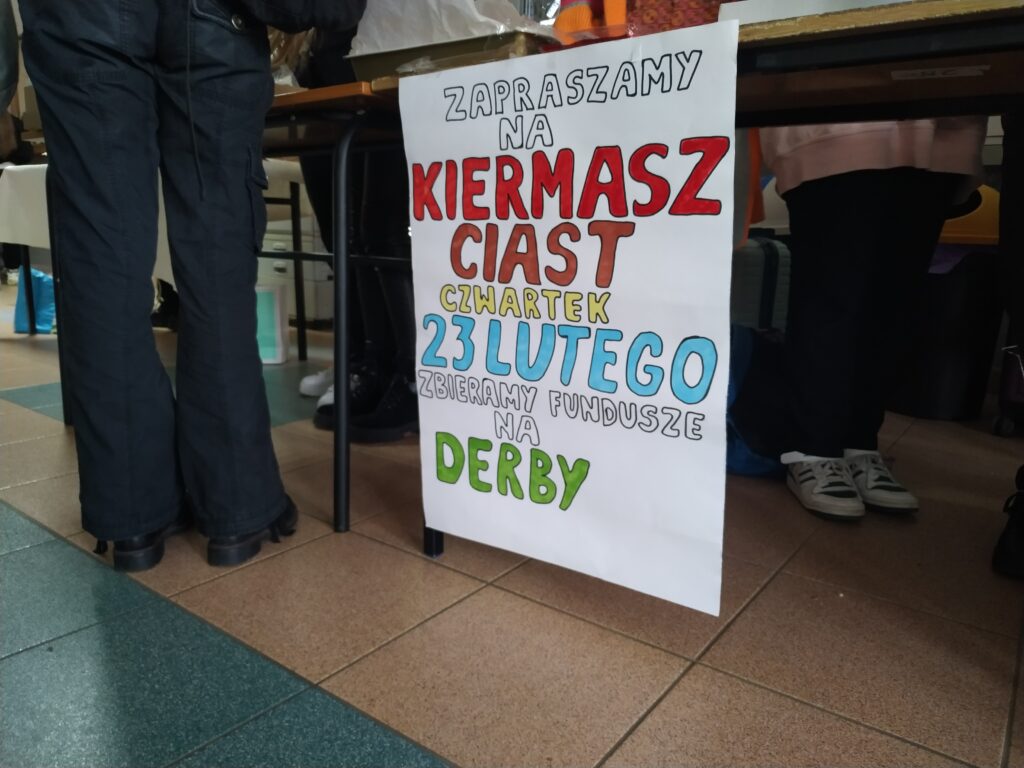 ZAPRASZAMY
NA
KIERMASZ
CIAST
CZWARTEK
23 LUTEGO
ZBIERAMY FUNDUSZE
NA
DERBY